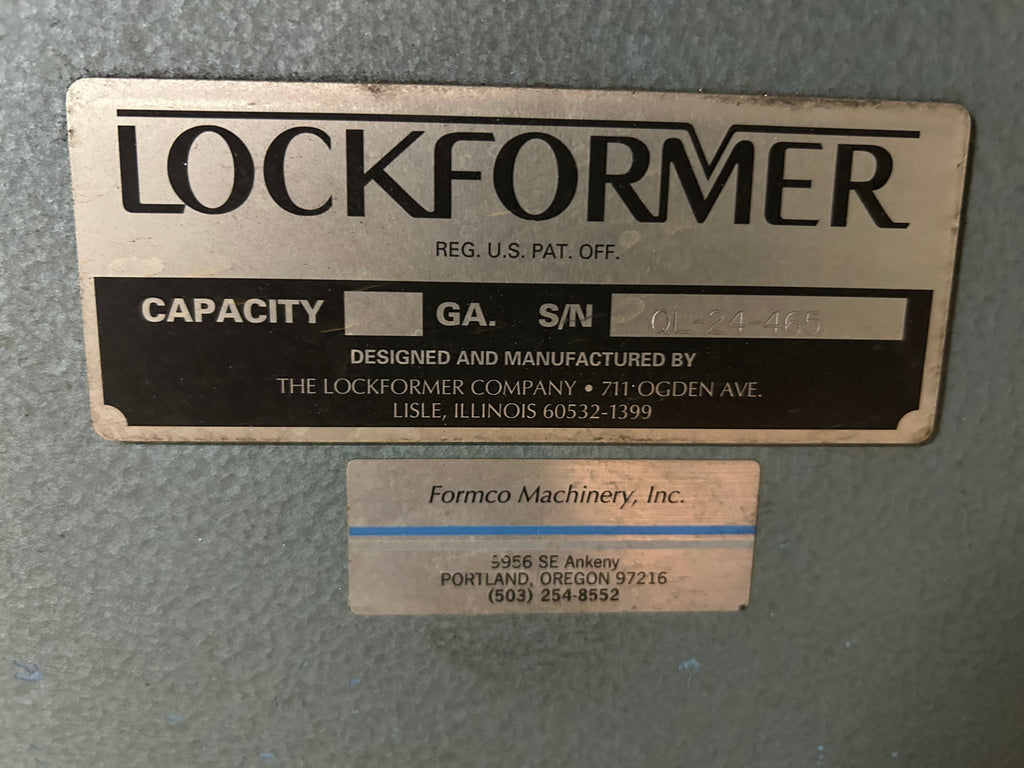 LOCKFORMER
REG. U.S. PAT. OFF.
CAPACITY GA. S/N QL-24-465
DESIGNED AND MANUFACTURED BY
THE LOCKFORMER COMPANY • 711 OGDEN AVE.
LISLE, ILLINOIS 60532-1399
Formco Machinery, Inc.
SE Ankeny
PORTLAND, OREGON 97216
(503) 254-8552